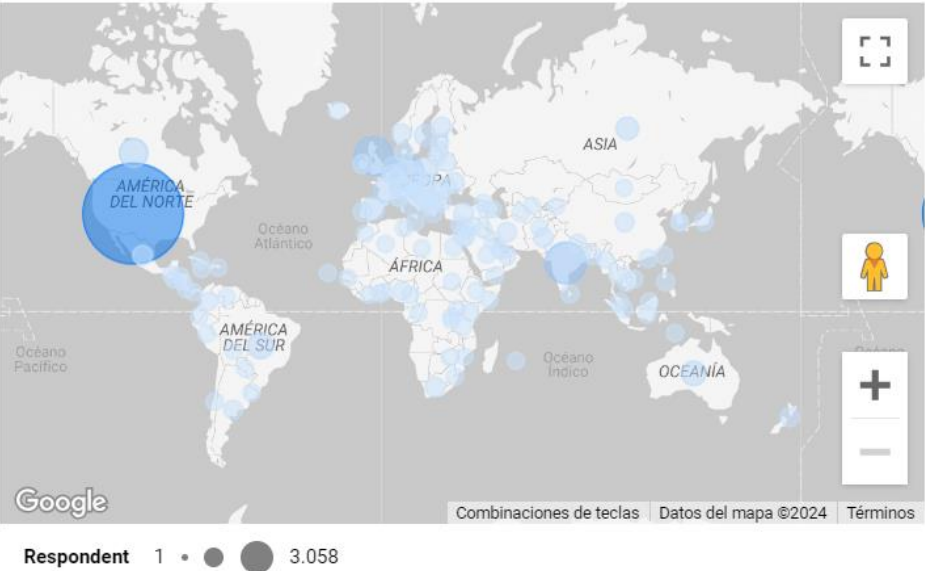 ASIA
AMÉRICA
DEL NORTE
Océano
Atlántico
ÁFRICA
AMÉRICA
DEL SUR
Océano
Pacífico
Océano
Índico
OCEANÍA
Google
Combinaciones de teclas
Datos del mapa ©2024
Términos
Respondent 1 3.058